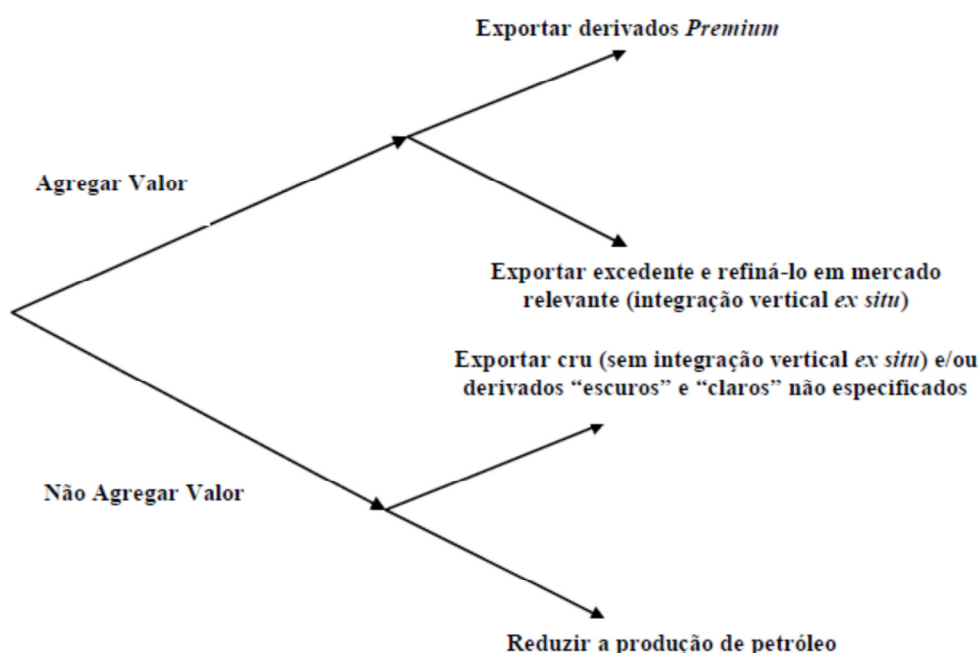 Exportar derivados Premium
Agregar Valor
Exportar excedente e refiná-lo em mercado
relevante (integração vertical ex situ)
Exportar cru (sem integração vertical ex situ) e/ou
derivados “escuros” e “claros” não especificados
Não Agregar Valor
Reduzir a produção de petróleo